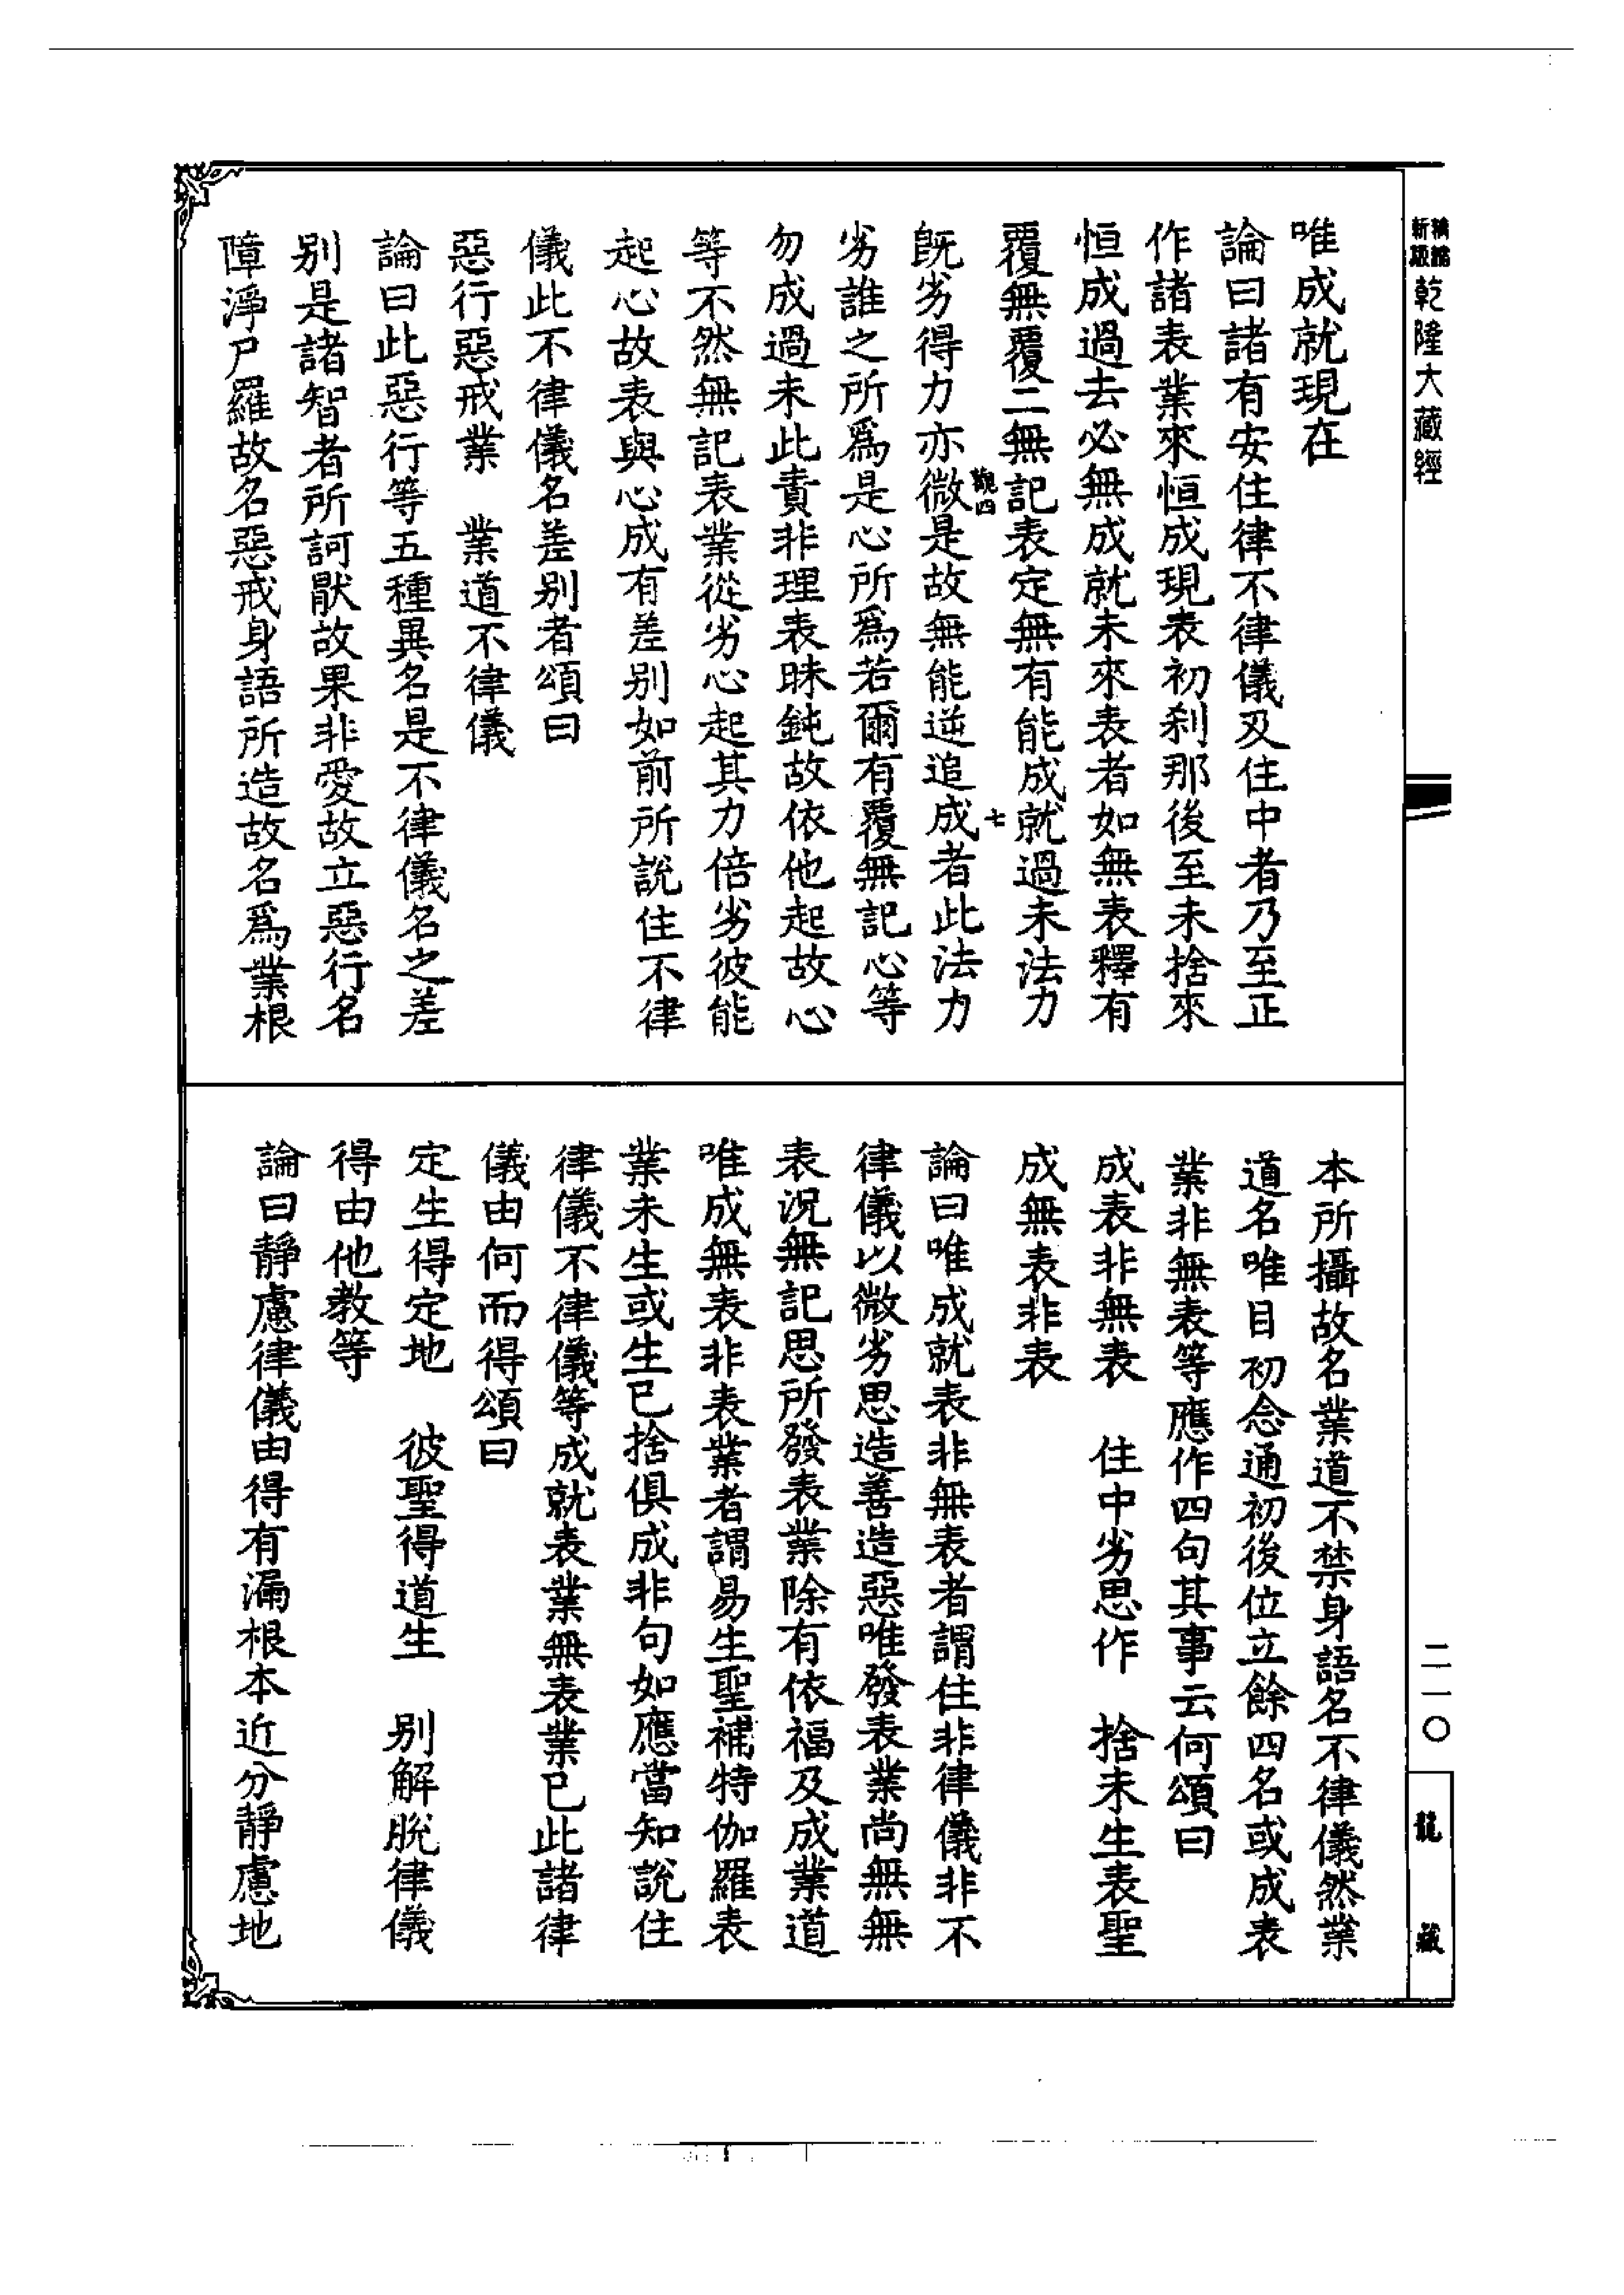 新版
乾隆大藏經
唯成就現在
論曰諸有安住律不律儀及住中者乃至正
作諸表業來恒成現表初刹那後至未捨來
恒成過去必無成就未來表者如無表釋有
覆無覆二無記表定無有能成就過未法力
觀四
七
既劣得力亦微是故無能逆追成者此法力
劣誰之所爲是心所爲若爾有覆無記心等
勿成過未此責非理表昧鈍故依他起故心
等不然無記表業從劣心起其力倍劣彼能
起心故表與心成有差别如前所說住不律
儀此不律儀名差别者頌曰
惡行惡戒業　業道不律儀
論曰此惡行等五種異名是不律儀名之差
别是諸智者所訶厭故果非愛故立惡行名
障淨尸羅故名惡戒身語所造故名爲業根
本所攝故名業道不禁身語名不律儀然業
道名唯目初念通初後位立餘四名或成表
業非無表等應作四句其事云何頌曰
成表非無表　住中劣思作　捨未生表聖
成無表非表
論曰唯成就表非無表者謂住非律儀非不
律儀以微劣思造善造惡唯發表業尚無無
表況無記思所發表業除有依福及成業道
唯成無表非表業者謂易生聖補特伽羅表
業未生或生已捨俱成非句如應當知說住
律儀不律儀等成就表業無表業已此諸律
儀由何而得頌曰
定生得定地　彼聖得道生　别解脫律儀
得由他教等
論曰靜慮律儀由得有漏根本近分靜慮地
二一〇
龍藏